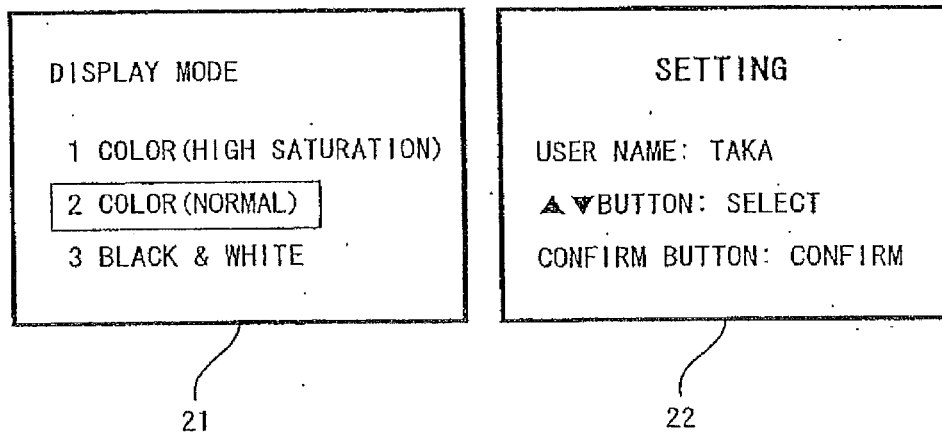 DISPLAY MODE
1 COLOR(HIGH SATURATION)
2 COLOR(NORMAL)
3 BLACK & WHITE
21
SETTING
USER NAME: TAKA
▲▼BUTTON: SELECT
CONFIRM BUTTON: CONFIRM
22